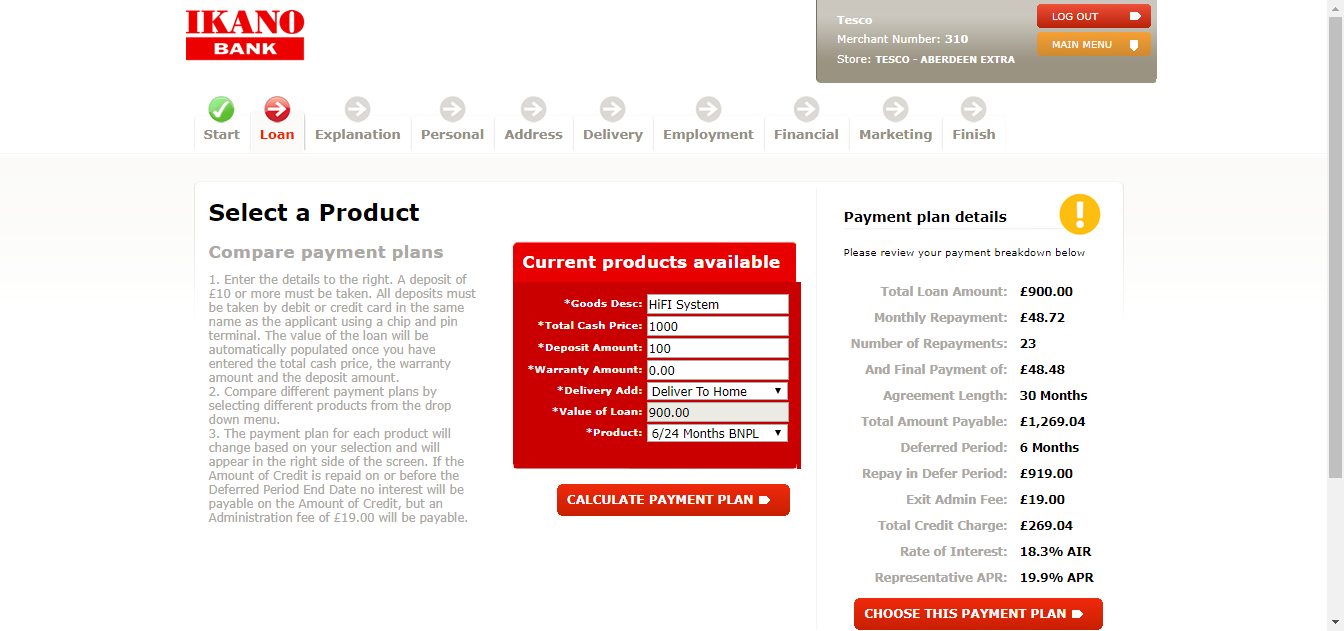 IKANO
BANK
Tesco
Merchant Number: 310
Store: TESCO - ABERDEEN EXTRA
LOG OUT
MAIN MENU
Start
Loan
Explanation
Personal
Address
Delivery
Employment
Financial
Marketing
Finish
Select a Product
Compare payment plans
1. Enter the details to the right. A deposit of
£10 or more must be taken. All deposits must
be taken by debit or credit card in the same
name as the applicant using a chip and pin
terminal. The value of the loan will be
automatically populated once you have
entered the total cash price, the warranty
amount and the deposit amount.
2. Compare different payment plans by
selecting different products from the drop
down menu.
3. The payment plan for each product will
change based on your selection and will
appear in the right side of the screen. If the
Amount of Credit is repaid on or before the
Deferred Period End Date no interest will be
payable on the Amount of Credit, but an
Administration fee of £19.00 will be payable.
Current products available
*Goods Desc: HiFI System
*Total Cash Price: 1000
*Deposit Amount: 100
*Warranty Amount: 0.00
*Delivery Add: Deliver To Home
*Value of Loan: 900.00
*Product: 6/24 Months BNPL
CALCULATE PAYMENT PLAN
Payment plan details
Please review your payment breakdown below
Total Loan Amount: £900.00
Monthly Repayment: £48.72
Number of Repayments: 23
And Final Payment of: £48.48
Agreement Length: 30 Months
Total Amount Payable: £1,269.04
Deferred Period: 6 Months
Repay in Defer Period: £919.00
Exit Admin Fee: £19.00
Total Credit Charge: £269.04
Rate of Interest: 18.3% AIR
Representative APR: 19.9% APR
CHOOSE THIS PAYMENT PLAN